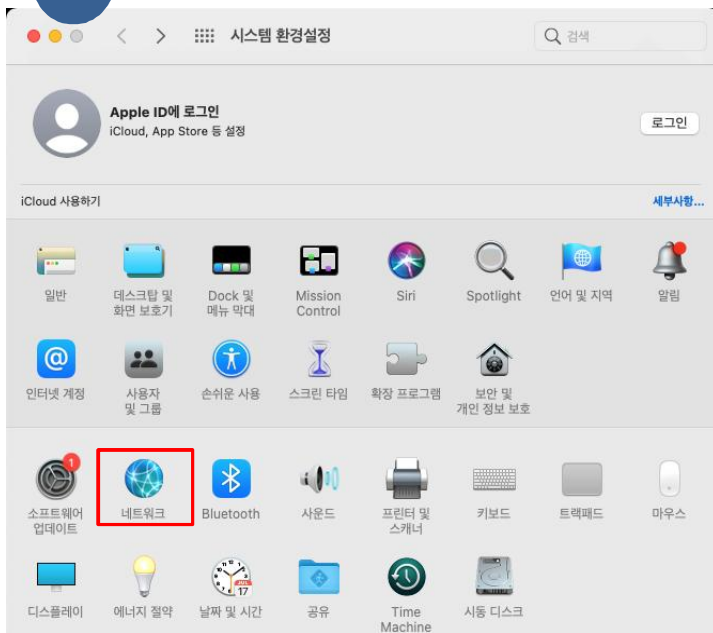 시스템 환경설정
검색
Apple ID에 로그인
iCloud, App Store 등 설정
로그인
iCloud 사용하기
세부사항...
일반
데스크탑 및
화면 보호기
Dock 및
메뉴 막대
Mission
Control
Siri
Spotlight
언어 및 지역
알림
인터넷 계정
사용자
및 그룹
손쉬운 사용
스크린 타임
확장 프로그램
보안 및
개인 정보 보호
1
소프트웨어
업데이트
네트워크
Bluetooth
사운드
프린터 및
스캐너
키보드
트랙패드
마우스
디스플레이
에너지 절약
JUL
17
날짜 및 시간
공유
Time
Machine
시동 디스크